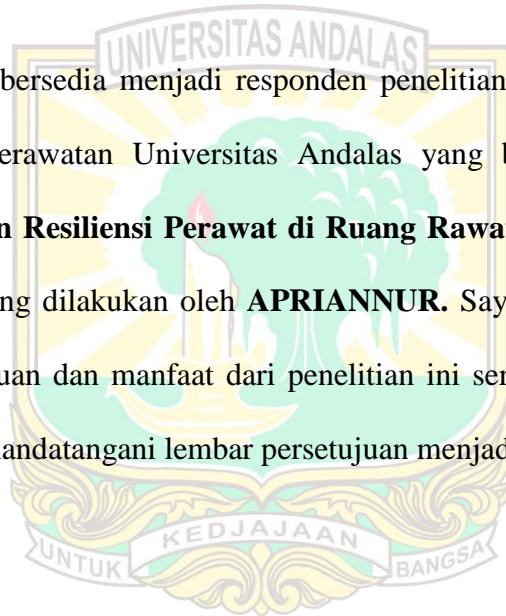 UNIVERSITAS ANDALAS
bersedia menjadi responden penelitian
erawatan Universitas Andalas yang
n Resiliensi Perawat di Ruang Rawa
ng dilakukan oleh APRIANNUR. Say
uan dan manfaat dari penelitian ini ser
andatangani lembar persetujuan menjad
UNTUK KEDJAJAAN BANGSA